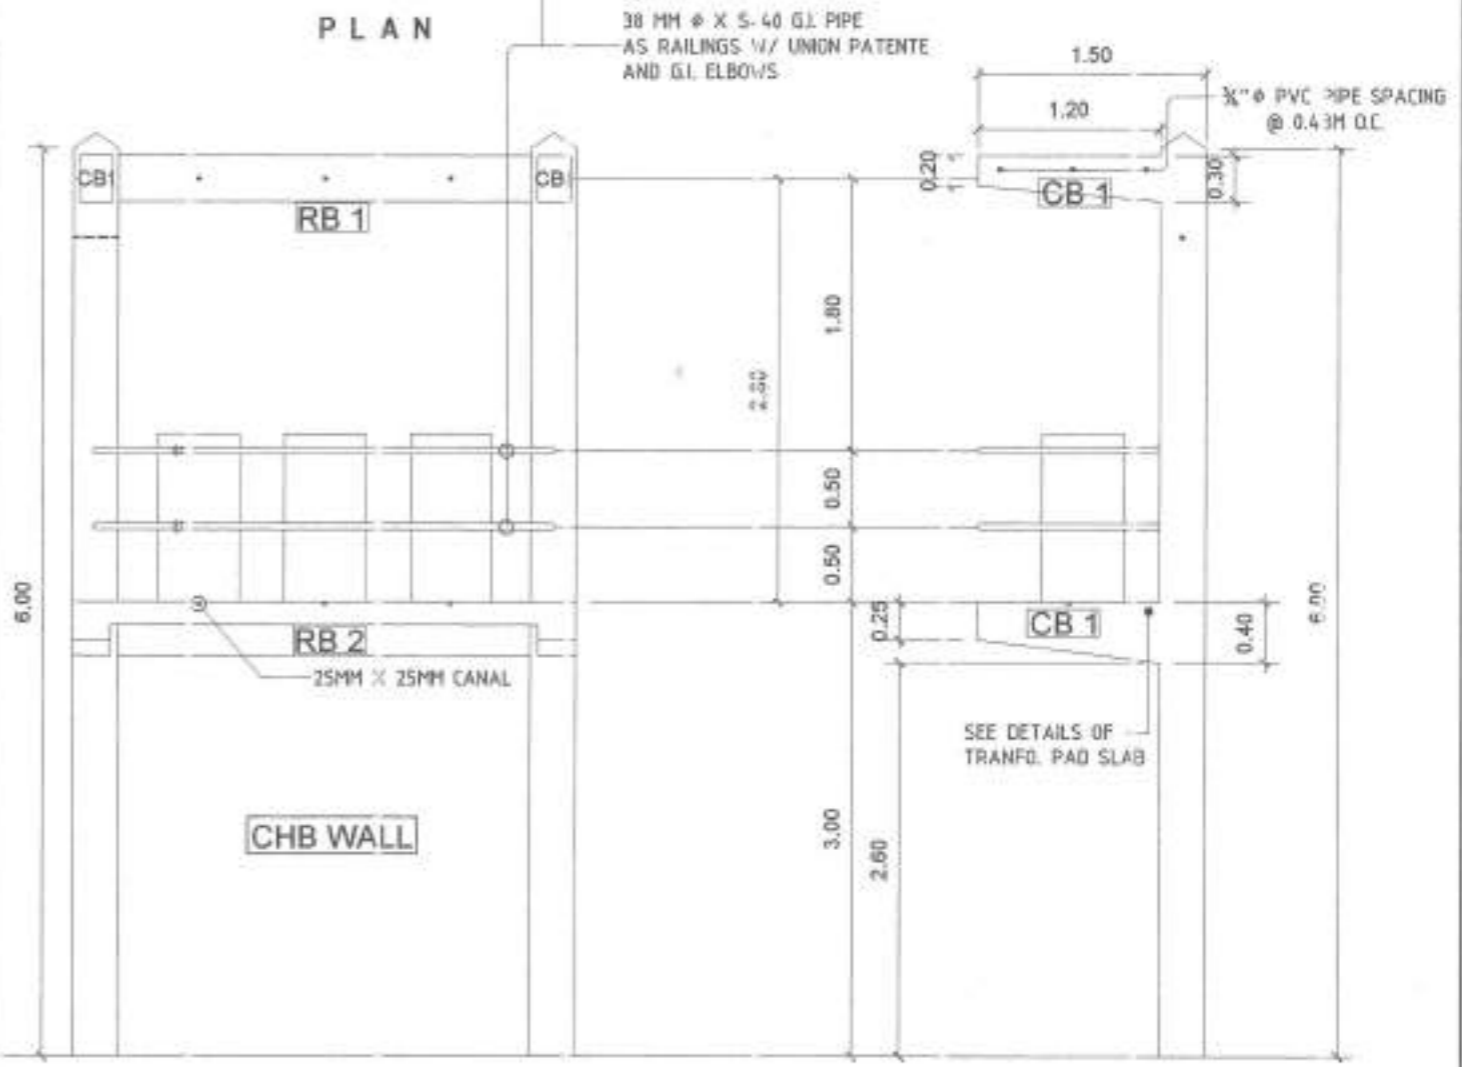 PLAN
38 MM Ø X S-40 G.I. PIPE
AS RAILINGS W/ UNION PATENTE
AND G.I. ELBOWS
1.50
1.20
Ø PVC PIPE SPACING
@ 0.43M O.C.
CB1
CB
RB 1
0.20
CB 1
0.30
1.80
0.50
0.50
6.00
6.00
RB 2
25MM X 25MM CANAL
0.25
CB 1
0.40
SEE DETAILS OF
TRANFO. PAD SLAB
CHB WALL
3.00
2.60